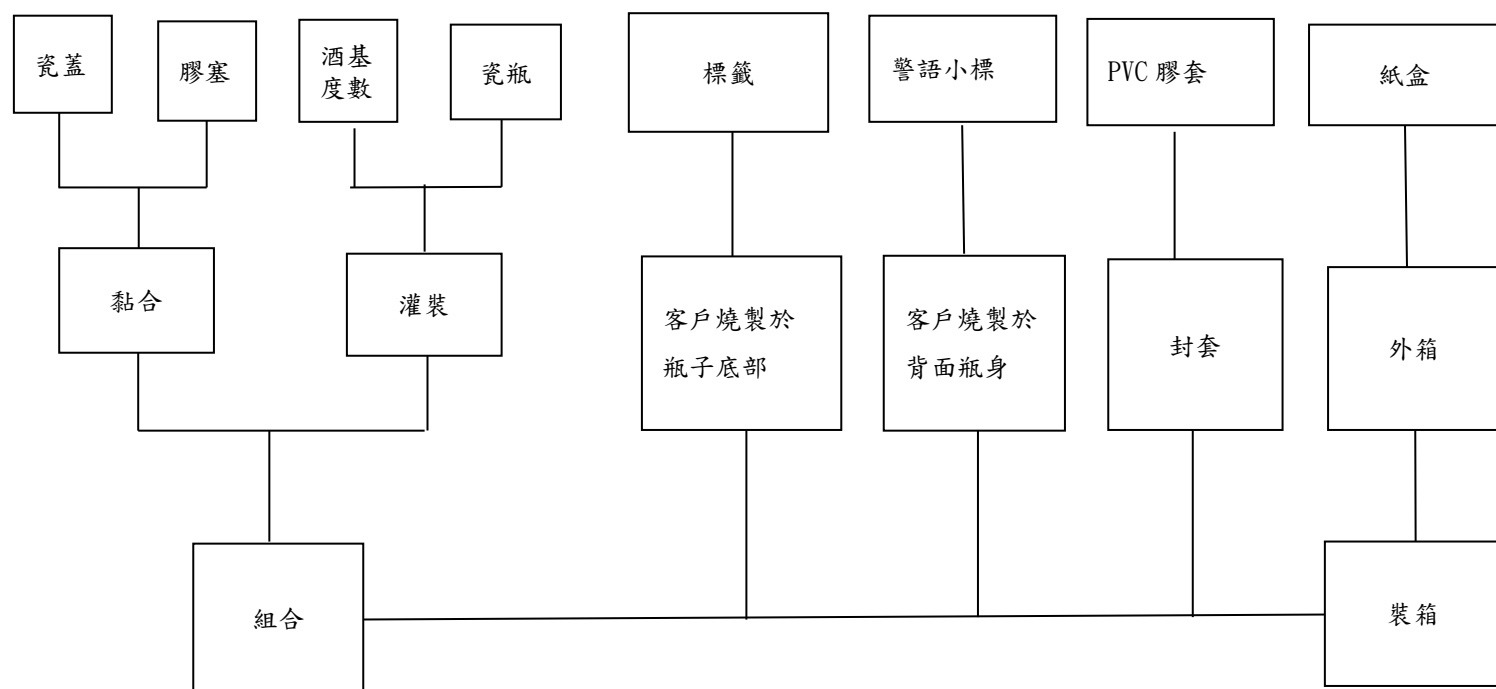 瓷蓋
膠塞
酒基
度數
瓷瓶
標籤
警語小標
PVC 膠套
紙盒
黏合
灌裝
客戶燒製於
瓶子底部
客戶燒製於
背面瓶身
封套
外箱
組合
裝箱